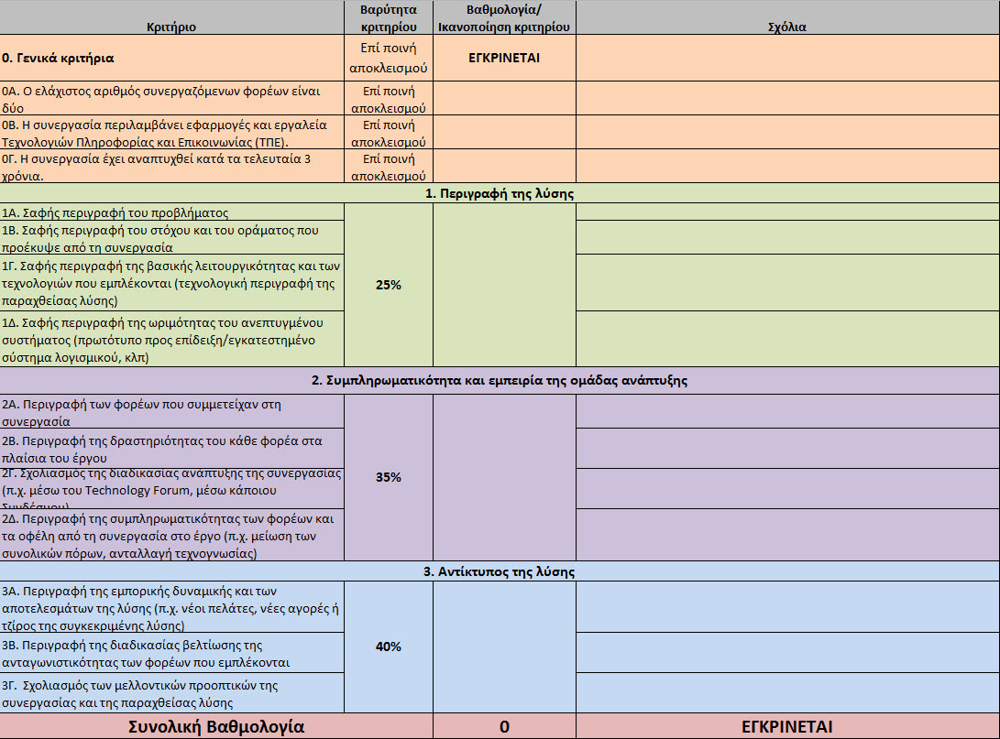 Κριτήριο
Βαρύτητα
κριτηρίου
Βαθμολογία/
Ικανοποίηση κριτηρίου
Σχόλια
0. Γενικά κριτήρια
Επί ποινή
αποκλεισμού
ΕΓΚΡΙΝΕΤΑΙ
0Α. Ο ελάχιστος αριθμός συνεργαζόμενων φορέων είναι
δύο
Επί ποινή
αποκλεισμού
0Β. Η συνεργασία περιλαμβάνει εφαρμογές και εργαλεία
Τεχνολογιών Πληροφορίας και Επικοινωνίας (ΤΠΕ).
Επί ποινή
αποκλεισμού
0Γ. Η συνεργασία έχει αναπτυχθεί κατά τα τελευταία 3
χρόνια.
Επί ποινή
αποκλεισμού
1. Περιγραφή της λύσης
1Α. Σαφής περιγραφή του προβλήματος
1Β. Σαφής περιγραφή του στόχου και του οράματος που
προέκυψε από τη συνεργασία
1Γ. Σαφής περιγραφή της βασικής λειτουργικότητας και των
τεχνολογιών που εμπλέκονται (τεχνολογική περιγραφή της
παραχθείσας λύσης)
1Δ. Σαφής περιγραφή της ωριμότητας του ανεπτυγμένου
συστήματος (πρωτότυπο προς επίδειξη/εγκατεστημένο
σύστημα λογισμικού, κλπ)
25%
2. Συμπληρωματικότητα και εμπειρία της ομάδας ανάπτυξης
2Α. Περιγραφή των φορέων που συμμετείχαν στη
συνεργασία
2Β. Περιγραφή της δραστηριότητας του κάθε φορέα στα
πλαίσια του έργου
2Γ. Σχολιασμός της διαδικασίας ανάπτυξης της συνεργασίας
(π.χ. μέσω του Technology Forum, μέσω κάποιου
Συνδέσμου)
2Δ. Περιγραφή της συμπληρωματικότητας των φορέων και
τα οφέλη από τη συνεργασία στο έργο (π.χ. μείωση των
συνολικών πόρων, ανταλλαγή τεχνογνωσίας)
35%
3. Αντίκτυπος της λύσης
3Α. Περιγραφή της εμπορικής δυναμικής και των
αποτελεσμάτων της λύσης (π.χ. νέοι πελάτες, νέες αγορές ή
τζίρος της συγκεκριμένης λύσης)
3Β. Περιγραφή της διαδικασίας βελτίωσης της
ανταγωνιστικότητας των φορέων που εμπλέκονται
3Γ. Σχολιασμός των μελλοντικών προοπτικών της
συνεργασίας και της παραχθείσας λύσης
40%
Συνολική Βαθμολογία
0
ΕΓΚΡΙΝΕΤΑΙ